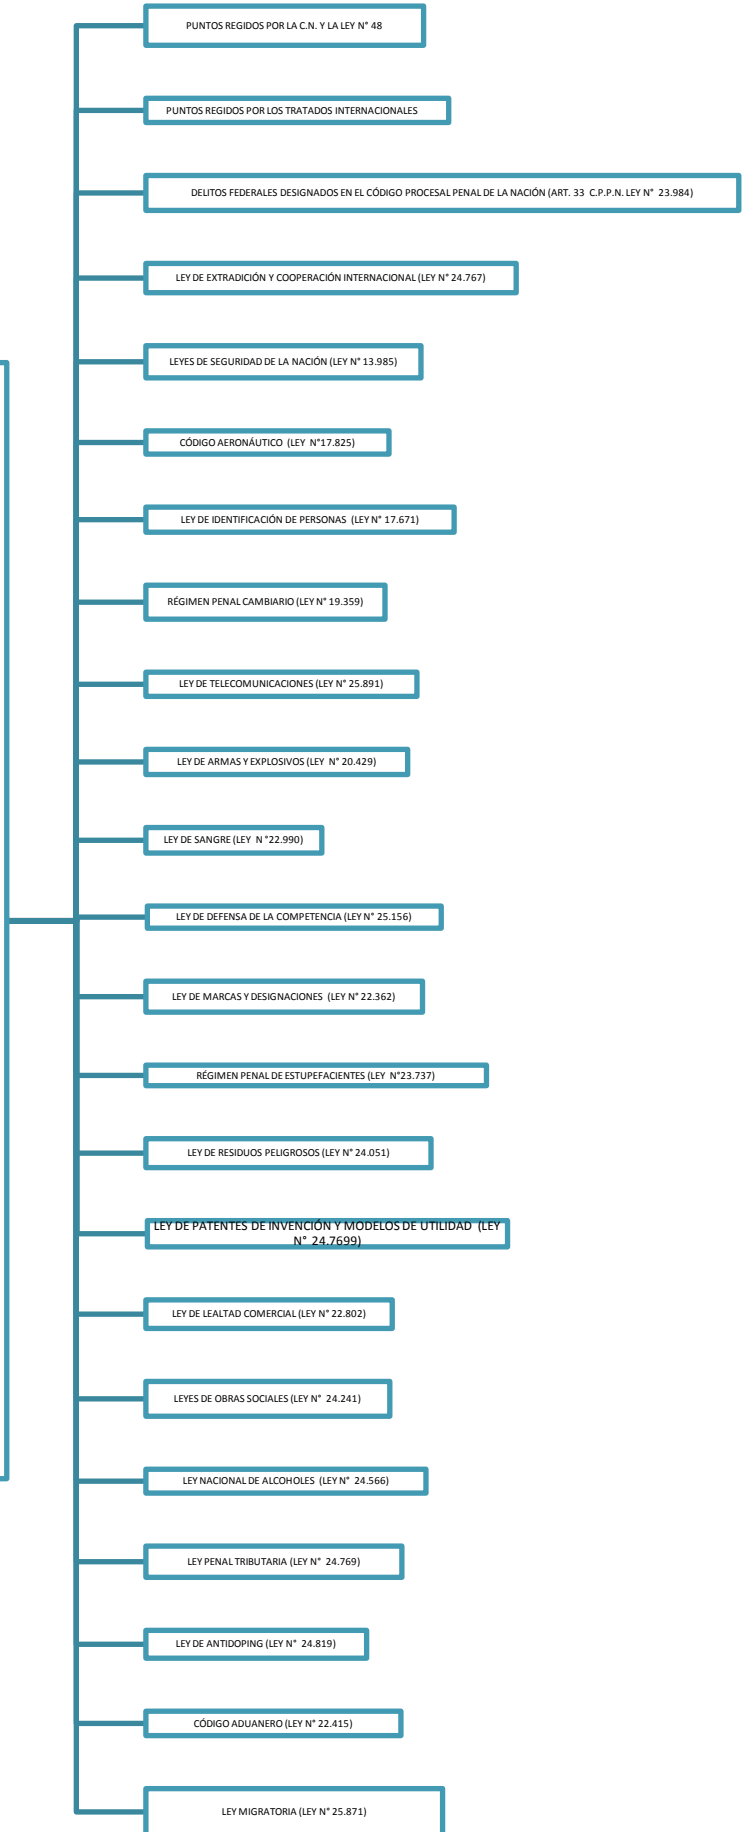 PUNTOS REGIDOS POR LA C.N. Y LA LEY N° 48
PUNTOS REGIDOS POR LOS TRATADOS INTERNACIONALES
DELITOS FEDERALES DESIGNADOS EN EL CÓDIGO PROCESAL PENAL DE LA NACIÓN (ART. 33 C.P.P.N. LEY N° 23.984)
LEY DE EXTRADICIÓN Y COOPERACIÓN INTERNACIONAL (LEY N° 24.767)
LEYES DE SEGURIDAD DE LA NACIÓN (LEY N° 13.985)
CÓDIGO AERONÁUTICO (LEY N°17.825)
LEY DE IDENTIFICACIÓN DE PERSONAS (LEY N° 17.671)
RÉGIMEN PENAL CAMBIARIO (LEY N° 19.359)
LEY DE TELECOMUNICACIONES (LEY N° 25.891)
LEY DE ARMAS Y EXPLOSIVOS (LEY N° 20.429)
LEY DE SANGRE (LEY N °22.990)
LEY DE DEFENSA DE LA COMPETENCIA (LEY N° 25.156)
LEY DE MARCAS Y DESIGNACIONES (LEY N° 22.362)
RÉGIMEN PENAL DE ESTUPEFACIENTES (LEY N°23.737)
LEY DE RESIDUOS PELIGROSOS (LEY N° 24.051)
LEY DE PATENTES DE INVENCIÓN Y MODELOS DE UTILIDAD (LEY
N° 24.7699)
LEY DE LEALTAD COMERCIAL (LEY N° 22.802)
LEYES DE OBRAS SOCIALES (LEY N° 24.241)
LEY NACIONAL DE ALCOHOLES (LEY N° 24.566)
LEY PENAL TRIBUTARIA (LEY N° 24.769)
LEY DE ANTIDOPING (LEY N° 24.819)
CÓDIGO ADUANERO (LEY N° 22.415)
LEY MIGRATORIA (LEY N° 25.871)